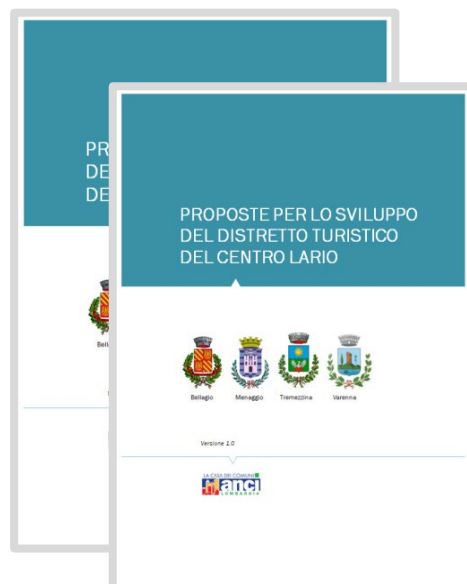 PR
DE
DE
Bell
PROPOSTE PER LO SVILUPPO
DEL DISTRETTO TURISTICO
DEL CENTRO LARIO
Bellagio Menaggio Tremezzina Varenna
Versione 1.0
LA CASA DEI COMUNI
anci
LOMBARDIA